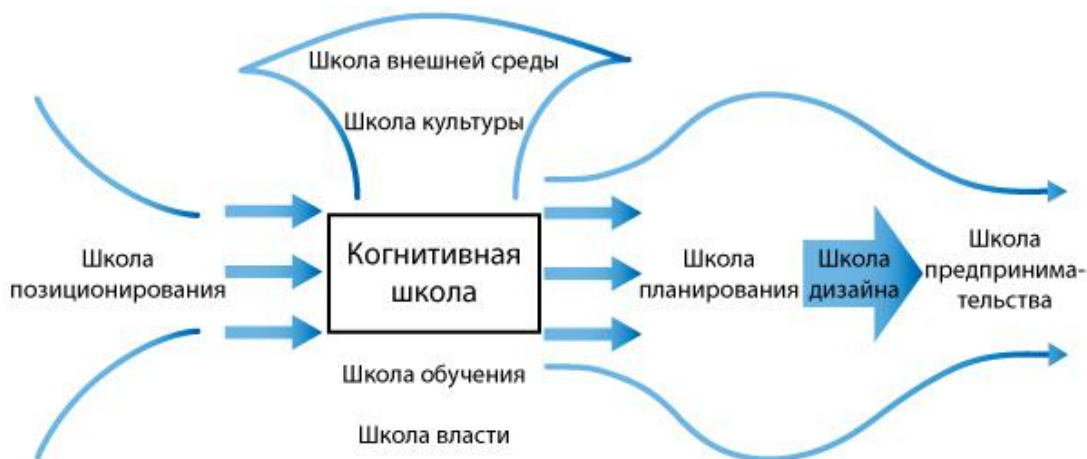 Школа внешней среды
Школа культуры
Школа
позиционирования
Когнитивная
школа
Школа
планирования
Школа
дизайна
Школа
предпринима-
тельства
Школа обучения
Школа власти